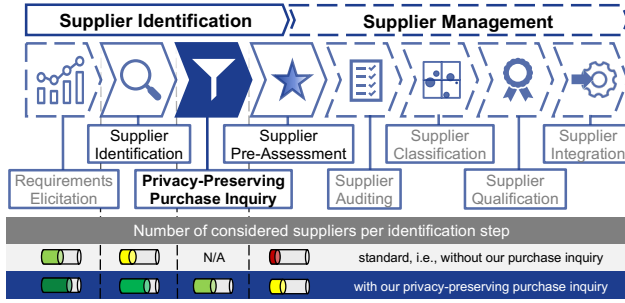 Supplier Identification
Supplier Management
Supplier
Identification
Supplier
Pre-Assessment
Supplier
Classification
Supplier
Integration
Requirements
Elicitation
Privacy-Preserving
Purchase Inquiry
Supplier
Auditing
Supplier
Qualification
Number of considered suppliers per identification step
N/A
standard, i.e., without our purchase inquiry
with our privacy-preserving purchase inquiry